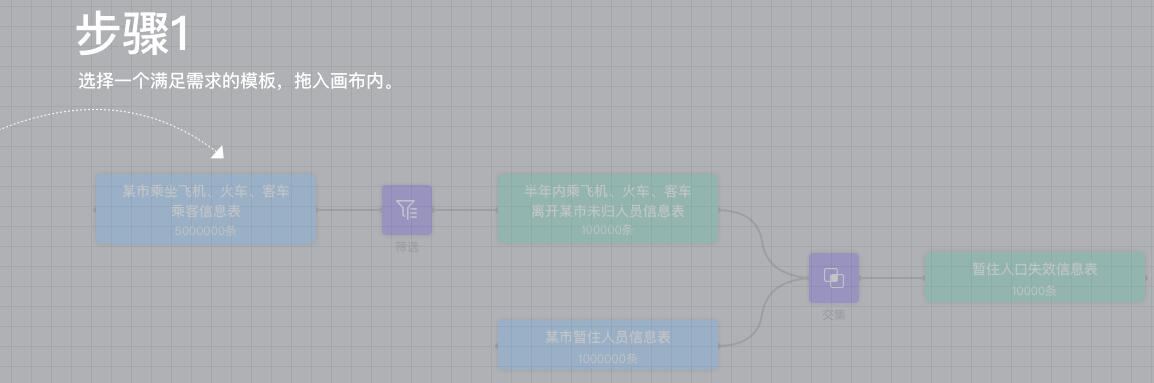 步骤1
选择一个满足需求的模板，拖入画布内。
某市乘坐飞机、火车、客车
乘客信息表
5000000条
筛选
半年内乘飞机、火车、客车
离开某市未归人员信息表
100000条
某市暂住人员信息表
1000000条
交集
暂住人口失效信息表
10000条